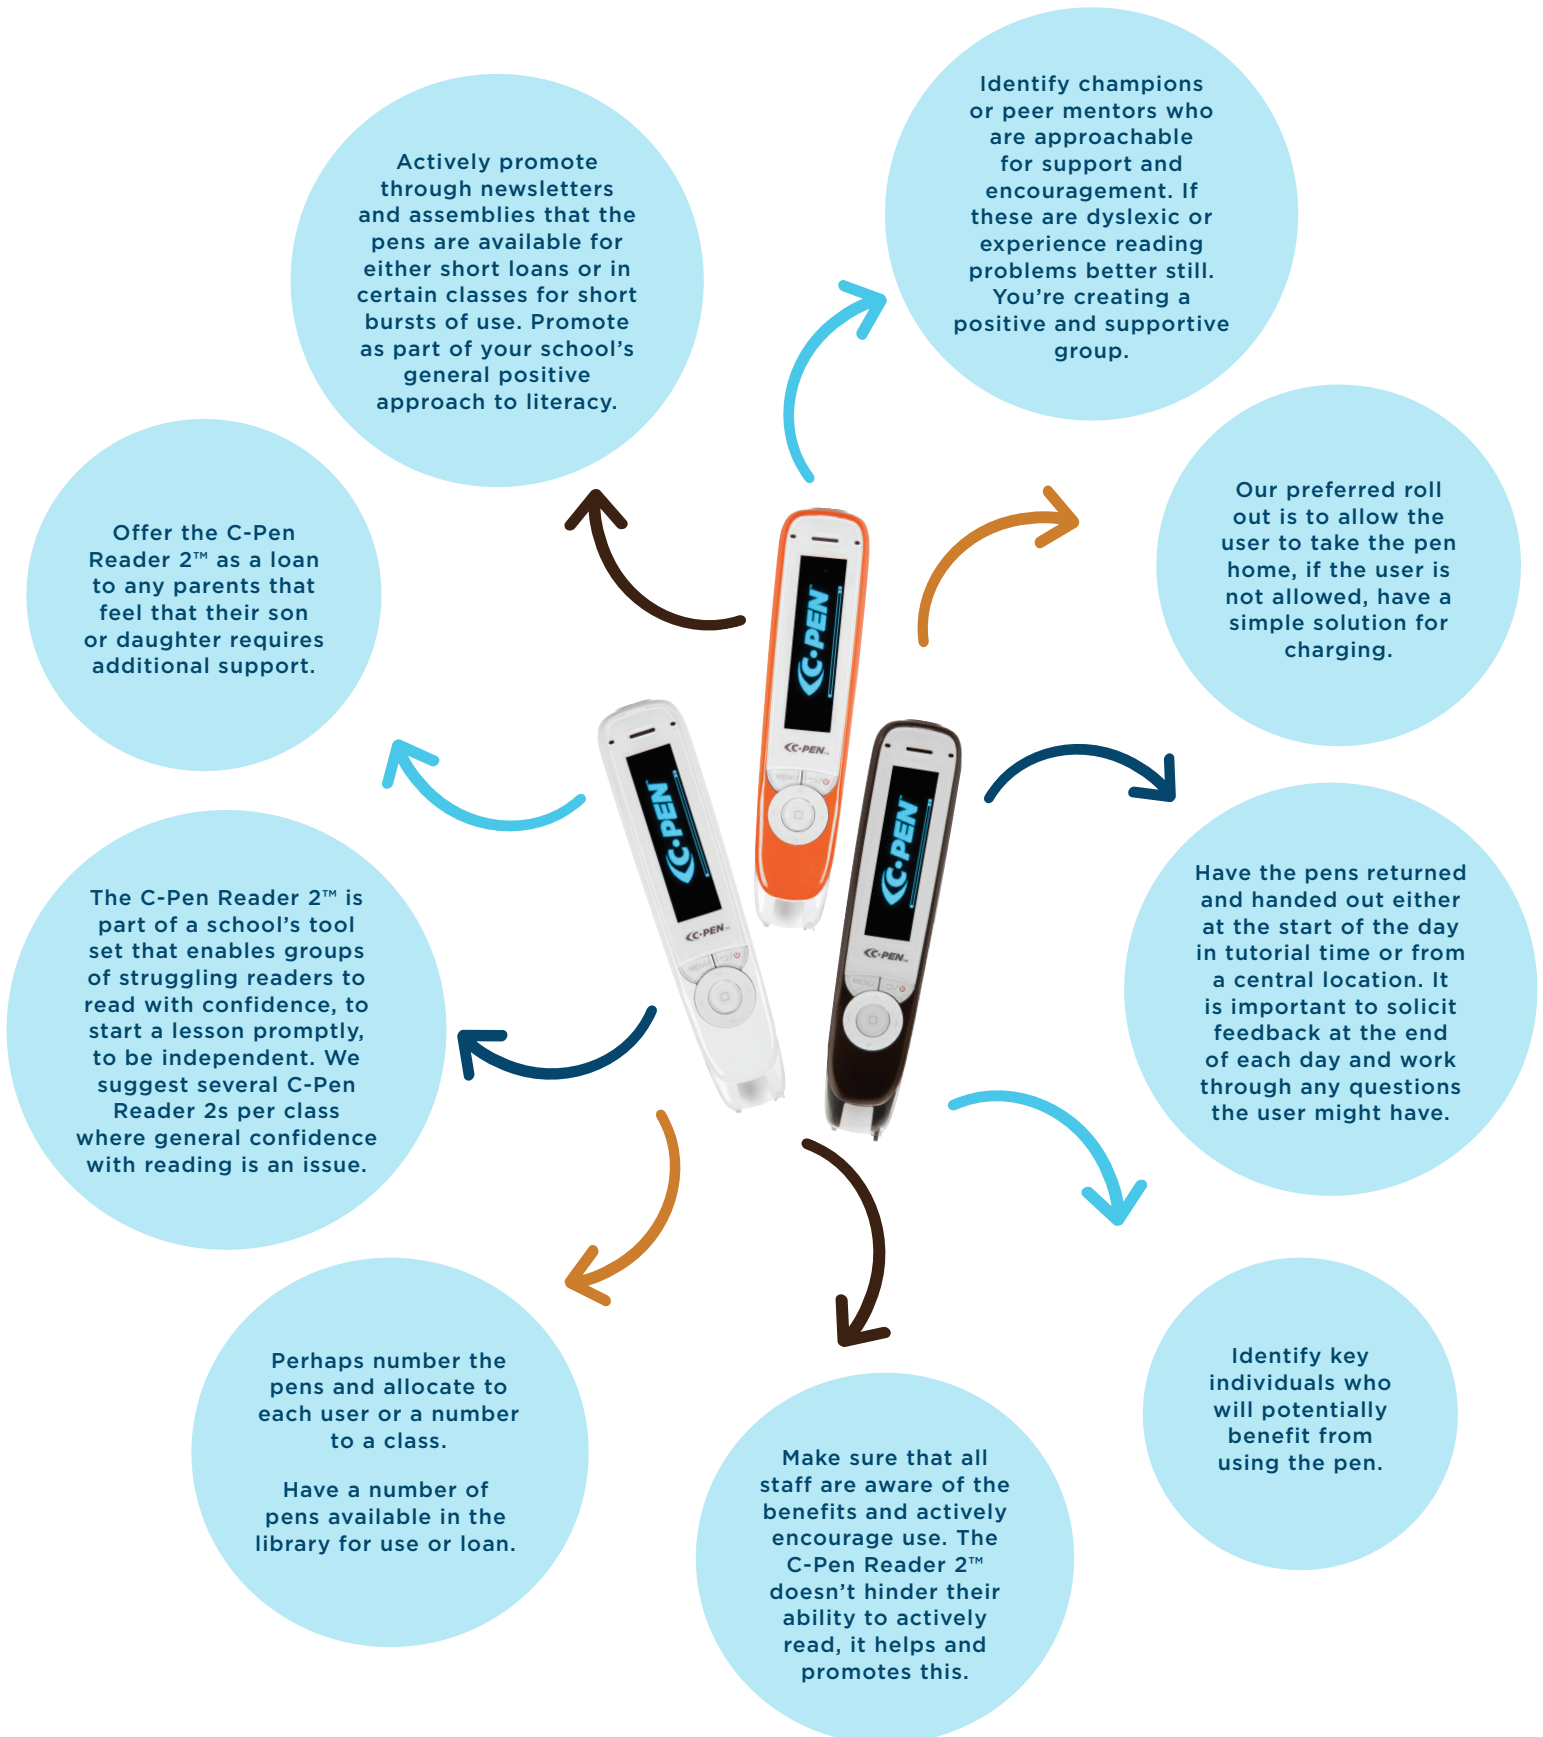 Identify champions
or peer mentors who
are approachable
for support and
encouragement. If
these are dyslexic or
experience reading
problems better still.
You’re creating a
positive and supportive
group.
Actively promote
through newsletters
and assemblies that the
pens are available for
either short loans or in
certain classes for short
bursts of use. Promote
as part of your school’s
general positive
approach to literacy.
Our preferred roll
out is to allow the
user to take the pen
home, if the user is
not allowed, have a
simple solution for
charging.
Offer the C-Pen
Reader 2™ as a loan
to any parents that
feel that their son
or daughter requires
additional support.
C·PEN™
C-PEN™
MENU
C·PEN™
C-PEN™
MENU
C·PEN™
C-PEN™
MENU
Have the pens returned
and handed out either
at the start of the day
in tutorial time or from
a central location. It
is important to solicit
feedback at the end
of each day and work
through any questions
the user might have.
The C-Pen Reader 2™ is
part of a school’s tool
set that enables groups
of struggling readers to
read with confidence, to
start a lesson promptly,
to be independent. We
suggest several C-Pen
Reader 2s per class
where general confidence
with reading is an issue.
Identify key
individuals who
will potentially
benefit from
using the pen.
Perhaps number the
pens and allocate to
each user or a number
to a class.
Have a number of
pens available in the
library for use or loan.
Make sure that all
staff are aware of the
benefits and actively
encourage use. The
C-Pen Reader 2™
doesn’t hinder their
ability to actively
read, it helps and
promotes this.